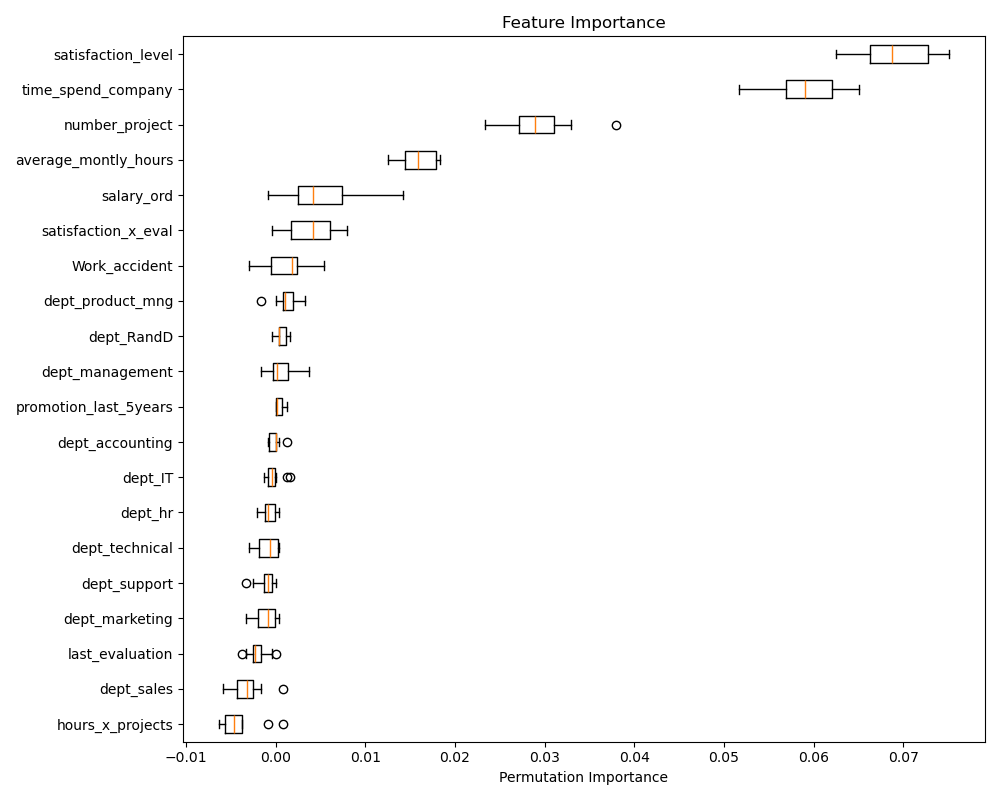 Feature Importance
satisfaction_level
time_spend_company
number_project
average_montly_hours
salary_ord
satisfaction_x_eval
Work_accident
dept_product_mng
dept_RandD
dept_management
promotion_last_5years
dept_accounting
dept_IT
dept_hr
dept_technical
dept_support
dept_marketing
last_evaluation
dept_sales
hours_x_projects
−0.01 0.00 0.01 0.02 0.03 0.04 0.05 0.06 0.07
Permutation Importance